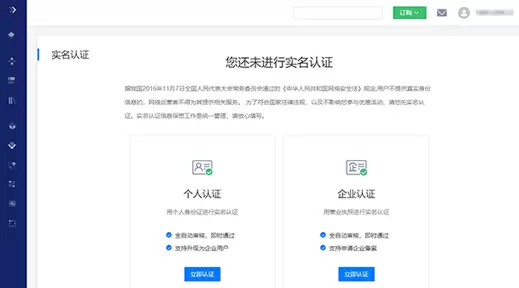 订购
实名认证
您还未进行实名认证
据我国2016年11月7日全国人民代表大会常务委员会通过的《中华人民共和国网络安全法》规定,用户不提供真实身份
信息的，网络运营者不得为其提供相关服务。为了符合国家法律法规，以及不影响您参与优惠活动，请您先实名认
证。实名认证信息保密工作是统一管理，请放心填写。
个人认证
用个人身份证进行实名认证
全自动审核，即时通过
支持升级为企业用户
立即认证
企业认证
用营业执照进行实名认证
全自动审核，即时通过
支持申请企业备案
立即认证